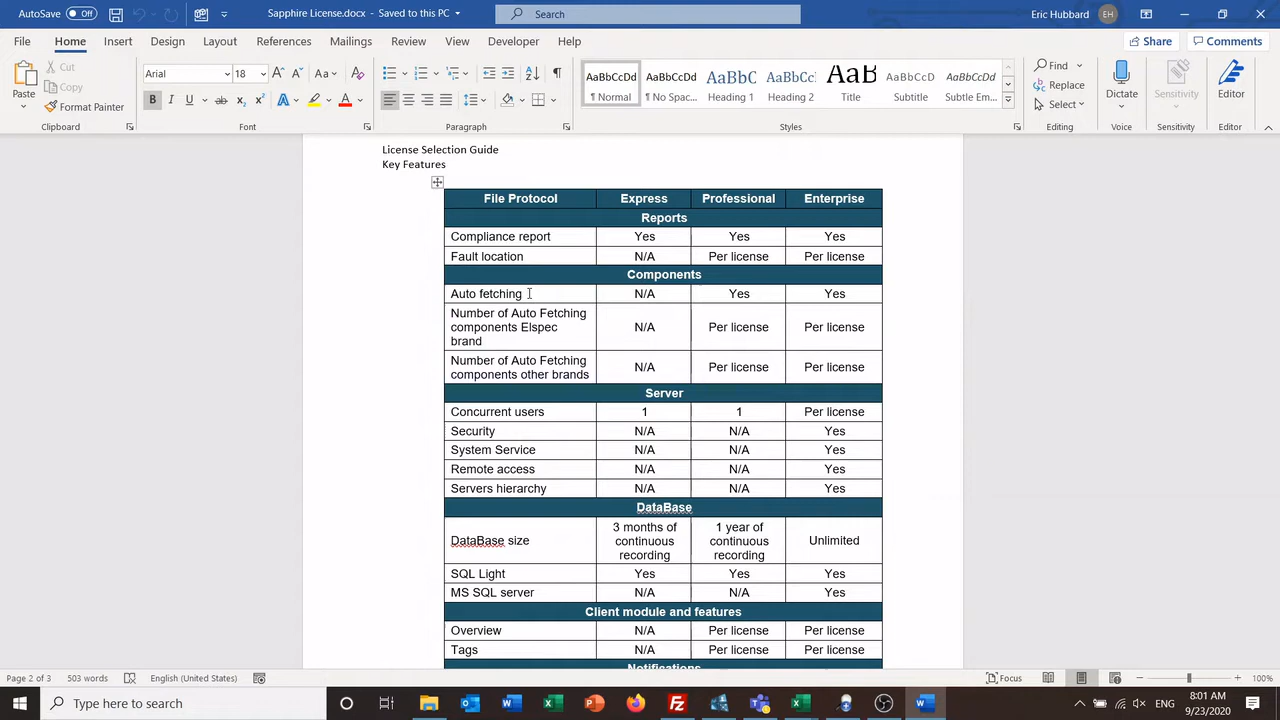 AutoSave Off Sapphire License.docx - Saved to this PC Search Eric Hubbard EH
File Home Insert Design Layout References Mailings Review View Developer Help Share Comments
Paste Cut Copy Format Painter
Arial 18 Aa
B I U ab x₂ x² A A
AaBbCcDd AaBbCcDd AaBbC AaBbCc AaB AaBbCcD AaBbCcDd
¶ Normal ¶ No Spac... Heading 1 Heading 2 Title Subtitle Subtle Em...
Find Replace Select
Dictate Sensitivity Editor
Clipboard Font Paragraph Styles Editing Voice Sensitivity Editor
License Selection Guide
Key Features
File Protocol Express Professional Enterprise
Reports
Compliance report Yes Yes Yes
Fault location N/A Per license Per license
Components
Auto fetching N/A Yes Yes
Number of Auto Fetching
components Elspec N/A Per license Per license
brand
Number of Auto Fetching
components other brands N/A Per license Per license
Server
Concurrent users 1 1 Per license
Security N/A N/A Yes
System Service N/A N/A Yes
Remote access N/A N/A Yes
Servers hierarchy N/A N/A Yes
DataBase
3 months of 1 year of
DataBase size continuous continuous Unlimited
recording recording
SQL Light Yes Yes Yes
MS SQL server N/A N/A Yes
Client module and features
Overview N/A Per license Per license
Tags N/A Per license Per license
Notifications
Page 2 of 3 503 words English (United States) Focus 100%
Type here to search ENG 8:01 AM
9/23/2020